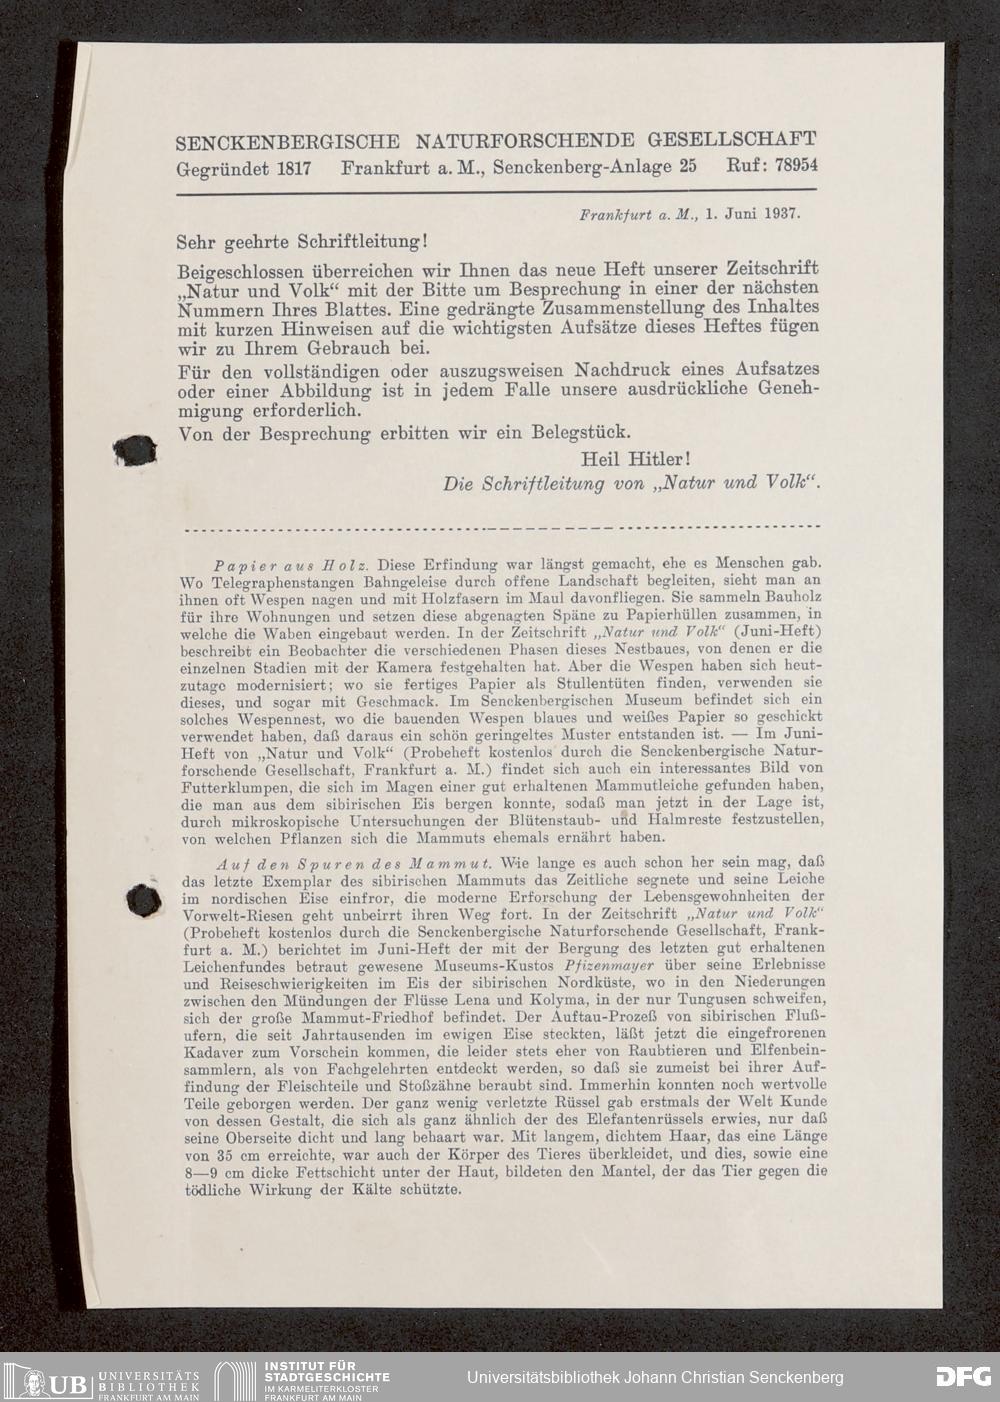 SENCKENBERGISCHE NATURFORSCHENDE GESELLSCHAFT
Gegründet 1817 Frankfurt a. M., Senckenberg-Anlage 25 Ruf: 78954
Frankfurt a. M., 1. Juni 1937.
Sehr geehrte Schriftleitung!
Beigeschlossen überreichen wir Ihnen das neue Heft unserer Zeitschrift
„Natur und Volk“ mit der Bitte um Besprechung in einer der nächsten
Nummern Ihres Blattes. Eine gedrängte Zusammenstellung des Inhaltes
mit kurzen Hinweisen auf die wichtigsten Aufsätze dieses Heftes fügen
wir zu Ihrem Gebrauch bei.
Für den vollständigen oder auszugsweisen Nachdruck eines Aufsatzes
oder einer Abbildung ist in jedem Falle unsere ausdrückliche Geneh-
migung erforderlich.
Von der Besprechung erbitten wir ein Belegstück.
Heil Hitler!
Die Schriftleitung von „Natur und Volk“.
Papier aus Holz. Diese Erfindung war längst gemacht, ehe es Menschen gab.
Wo Telegraphenstangen Bahngeleise durch offene Landschaft begleiten, sieht man an
ihnen oft Wespen nagen und mit Holzfasern im Maul davonfliegen. Sie sammeln Bauholz
für ihre Wohnungen und setzen diese abgenagten Späne zu Papierhüllen zusammen, in
welche die Waben eingebaut werden. In der Zeitschrift „Natur und Volk“ (Juni-Heft)
beschreibt ein Beobachter die verschiedenen Phasen dieses Nestbaues, von denen er die
einzelnen Stadien mit der Kamera festgehalten hat. Aber die Wespen haben sich heut-
zutage modernisiert; wo sie fertiges Papier als Stullentüten finden, verwenden sie
dieses, und sogar mit Geschmack. Im Senckenbergischen Museum befindet sich ein
solches Wespennest, wo die bauenden Wespen blaues und weißes Papier so geschickt
verwendet haben, daß daraus ein schön geringeltes Muster entstanden ist. — Im Juni-
Heft von „Natur und Volk“ (Probeheft kostenlos durch die Senckenbergische Natur-
forschende Gesellschaft, Frankfurt a. M.) findet sich auch ein interessantes Bild von
Futterklumpen, die sich im Magen einer gut erhaltenen Mammutleiche gefunden haben,
die man aus dem sibirischen Eis bergen konnte, sodaß man jetzt in der Lage ist,
durch mikroskopische Untersuchungen der Blütenstaub- und Halmreste festzustellen,
von welchen Pflanzen sich die Mammuts ehemals ernährt haben.
Auf den Spuren des Mammut. Wie lange es auch schon her sein mag, daß
das letzte Exemplar des sibirischen Mammuts das Zeitliche segnete und seine Leiche
im nordischen Eise einfror, die moderne Erforschung der Lebensgewohnheiten der
Vorwelt-Riesen geht unbeirrt ihren Weg fort. In der Zeitschrift „Natur und Volk“
(Probeheft kostenlos durch die Senckenbergische Naturforschende Gesellschaft, Frank-
furt a. M.) berichtet im Juni-Heft der mit der Bergung des letzten gut erhaltenen
Leichenfundes betraut gewesene Museums-Kustos Pfizenmayer über seine Erlebnisse
und Reiseschwierigkeiten im Eis der sibirischen Nordküste, wo in den Niederungen
zwischen den Mündungen der Flüsse Lena und Kolyma, in der nur Tungusen schweifen,
sich der große Mammut-Friedhof befindet. Der Auftau-Prozeß von sibirischen Fluß-
ufern, die seit Jahrtausenden im ewigen Eise steckten, läßt jetzt die eingefrorenen
Kadaver zum Vorschein kommen, die leider stets eher von Raubtieren und Elfenbein-
sammlern, als von Fachgelehrten entdeckt werden, so daß sie zumeist bei ihrer Auf-
findung der Fleischteile und Stoßzähne beraubt sind. Immerhin konnten noch wertvolle
Teile geborgen werden. Der ganz wenig verletzte Rüssel gab erstmals der Welt Kunde
von dessen Gestalt, die sich als ganz ähnlich der des Elefantenrüssels erwies, nur daß
seine Oberseite dicht und lang behaart war. Mit langem, dichtem Haar, das eine Länge
von 35 cm erreichte, war auch der Körper des Tieres überkleidet, und dies, sowie eine
8—9 cm dicke Fettschicht unter der Haut, bildeten den Mantel, der das Tier gegen die
tödliche Wirkung der Kälte schützte.
UB UNIVERSITÄTS
BIBLIOTHEK
FRANKFURT AM MAIN
INSTITUT FÜR
STADTGESCHICHTE
IM KARMELITERKLOSTER
FRANKFURT AM MAIN
Universitätsbibliothek Johann Christian Senckenberg
DFG